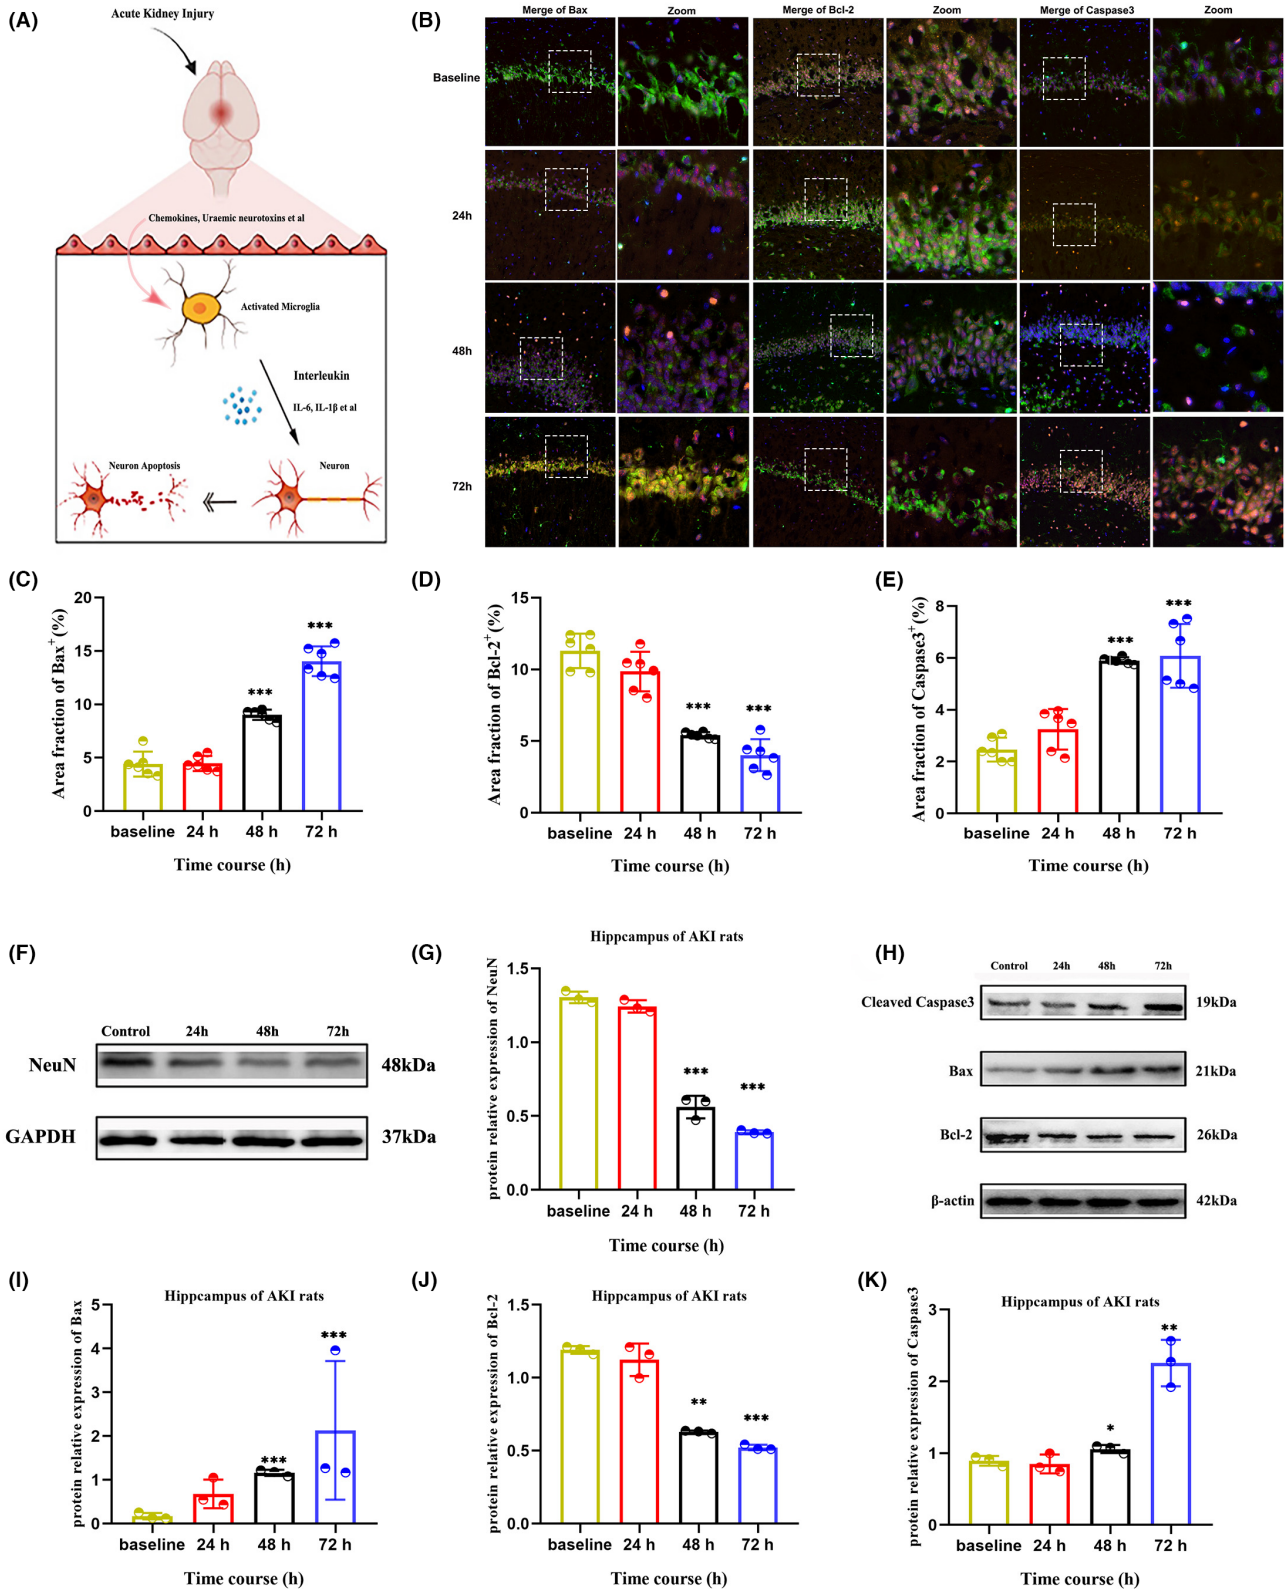 (A)
Acute Kidney Injury
Chemokines, Uraemic neurotoxins et al
Activated Microglia
Interleukin
IL-6, IL-1β et al
Neuron Apoptosis
Neuron
(B)
Merge of Bax Zoom Merge of Bcl-2 Zoom Merge of Caspase3 Zoom
Baseline
24h
48h
72h
(C)
Area fraction of Bax+ (%)
20
15
10
5
0
***
***
baseline 24 h 48 h 72 h
Time course (h)
(D)
Area fraction of Bcl-2+ (%)
15
10
5
0
***
***
baseline 24 h 48 h 72 h
Time course (h)
(E)
Area fraction of Caspase3+ (%)
8
6
4
2
0
***
***
baseline 24 h 48 h 72 h
Time course (h)
(F)
Control 24h 48h 72h
NeuN 48kDa
GAPDH 37kDa
(G)
Hippcampus of AKI rats
protein relative expression of NeuN
1.5
1.0
0.5
0.0
***
***
baseline 24 h 48 h 72 h
Time course (h)
(H)
Control 24h 48h 72h
Cleaved Caspase3 19kDa
Bax 21kDa
Bcl-2 26kDa
β-actin 42kDa
(I)
Hippcampus of AKI rats
protein relative expression of Bax
5
4
3
2
1
0
***
***
baseline 24 h 48 h 72 h
Time course (h)
(J)
Hippcampus of AKI rats
protein relative expression of Bcl-2
1.5
1.0
0.5
0.0
**
***
baseline 24 h 48 h 72 h
Time course (h)
(K)
Hippcampus of AKI rats
protein relative expression of Caspase3
3
2
1
0
*
**
baseline 24 h 48 h 72 h
Time course (h)